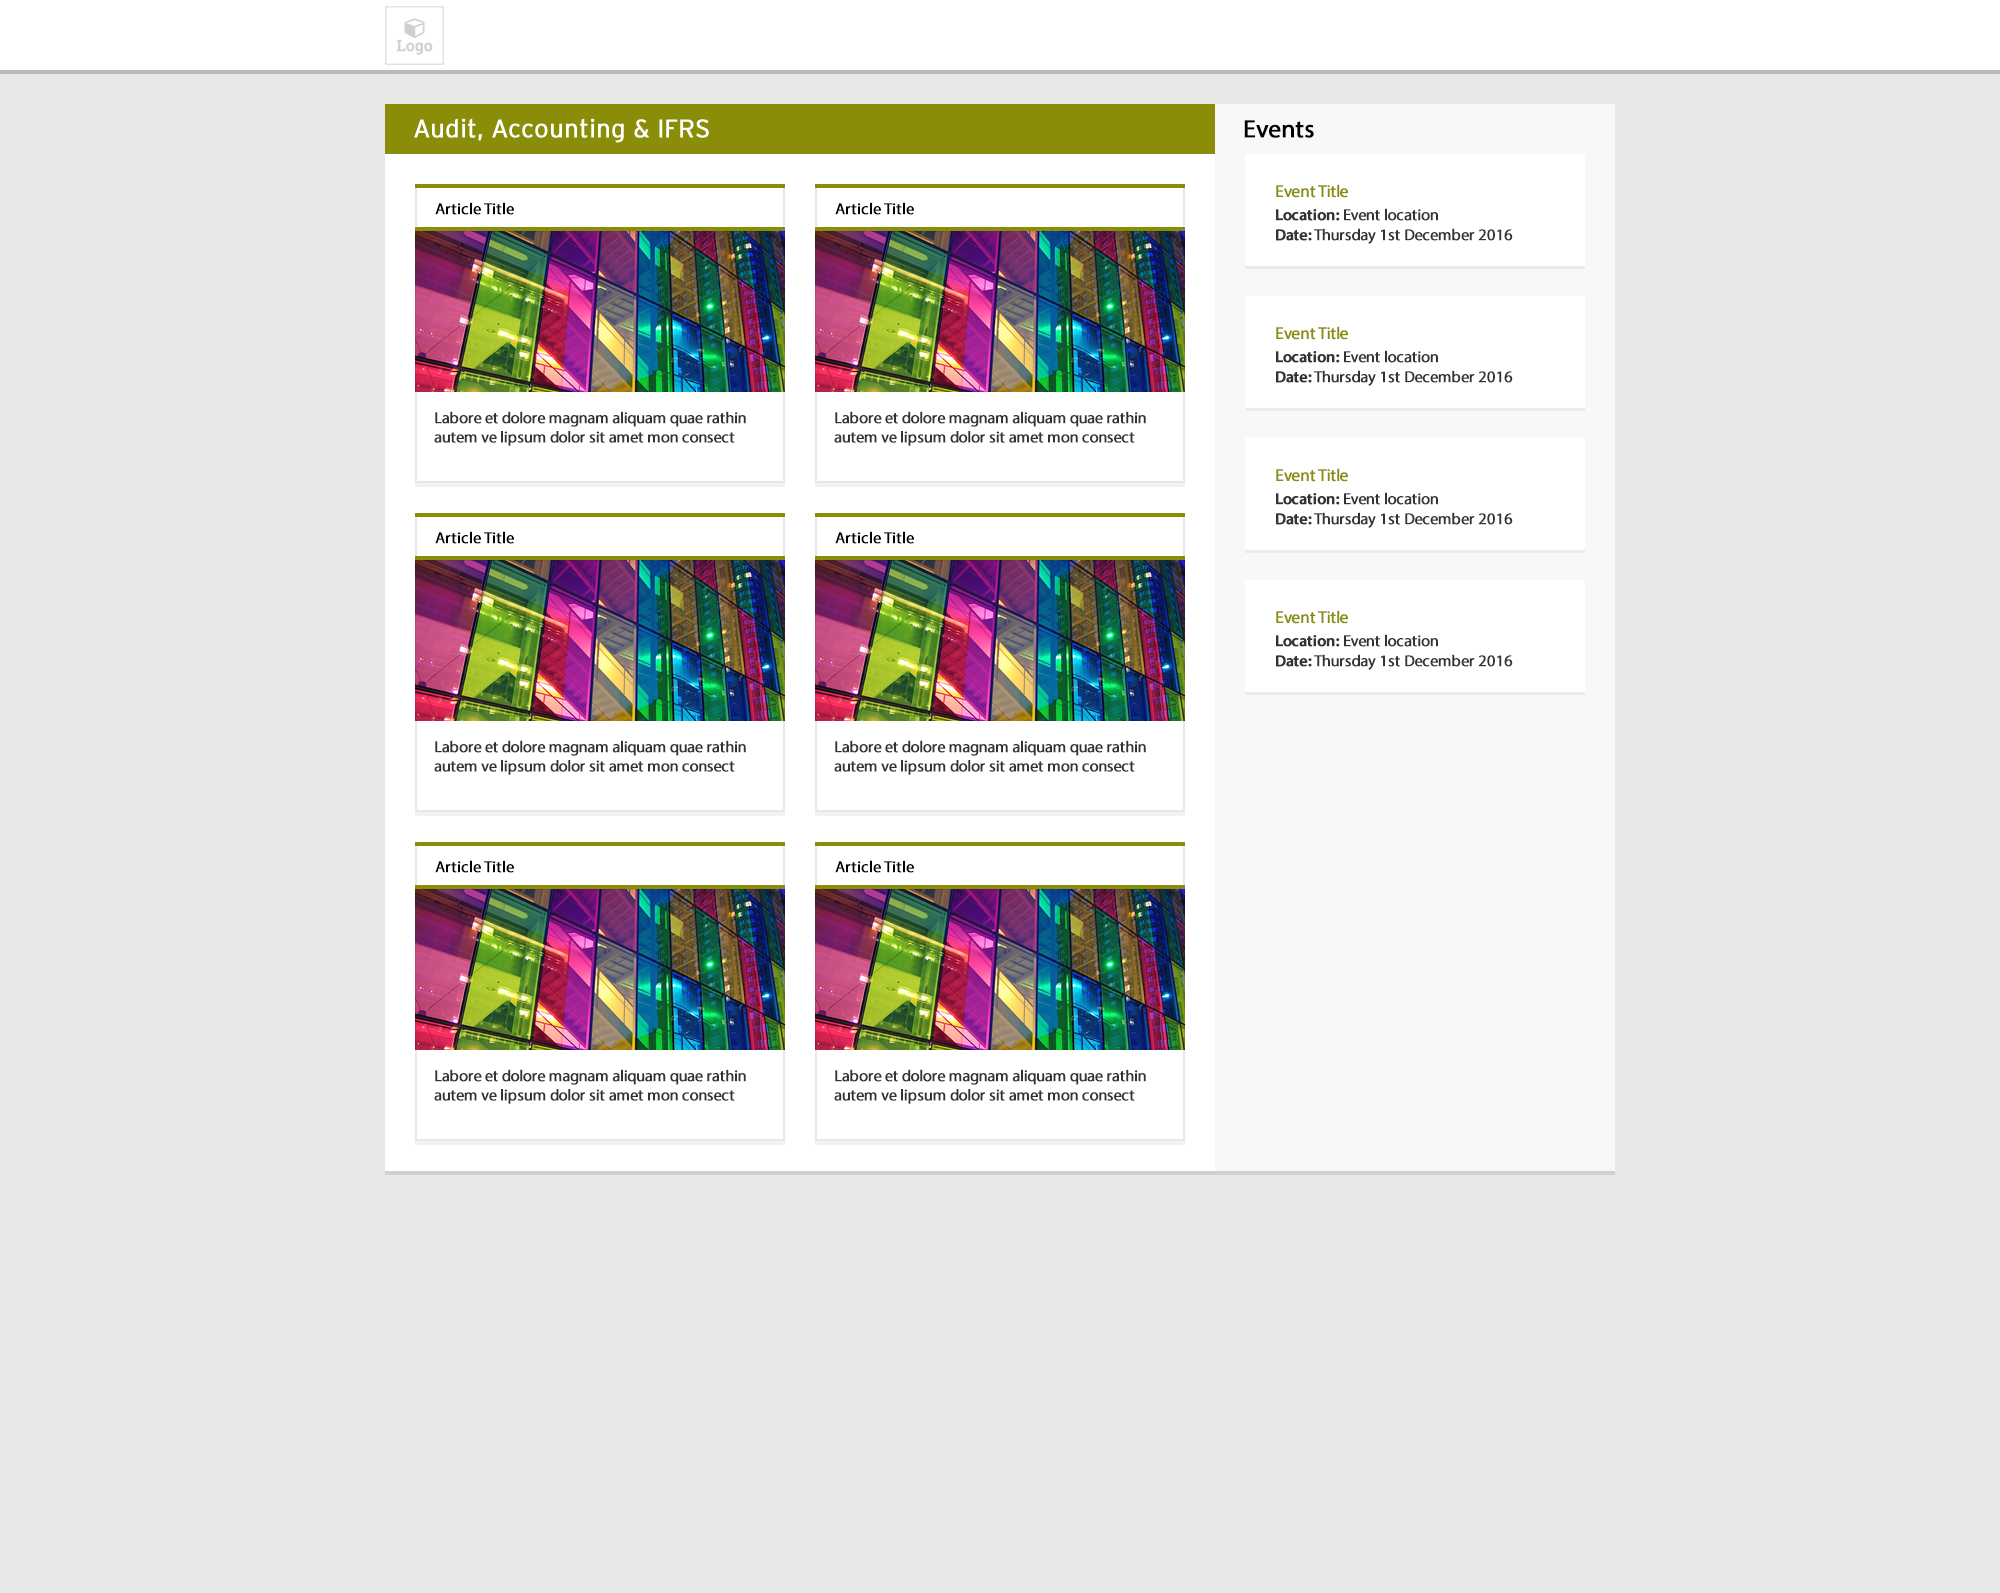 Logo
Audit, Accounting & IFRS
Article Title
Labore et dolore magnam aliquam quae rathin
autem ve lipsum dolor sit amet mon consect
Article Title
Labore et dolore magnam aliquam quae rathin
autem ve lipsum dolor sit amet mon consect
Article Title
Labore et dolore magnam aliquam quae rathin
autem ve lipsum dolor sit amet mon consect
Article Title
Labore et dolore magnam aliquam quae rathin
autem ve lipsum dolor sit amet mon consect
Article Title
Labore et dolore magnam aliquam quae rathin
autem ve lipsum dolor sit amet mon consect
Article Title
Labore et dolore magnam aliquam quae rathin
autem ve lipsum dolor sit amet mon consect
Events
Event Title
Location: Event location
Date: Thursday 1st December 2016
Event Title
Location: Event location
Date: Thursday 1st December 2016
Event Title
Location: Event location
Date: Thursday 1st December 2016
Event Title
Location: Event location
Date: Thursday 1st December 2016